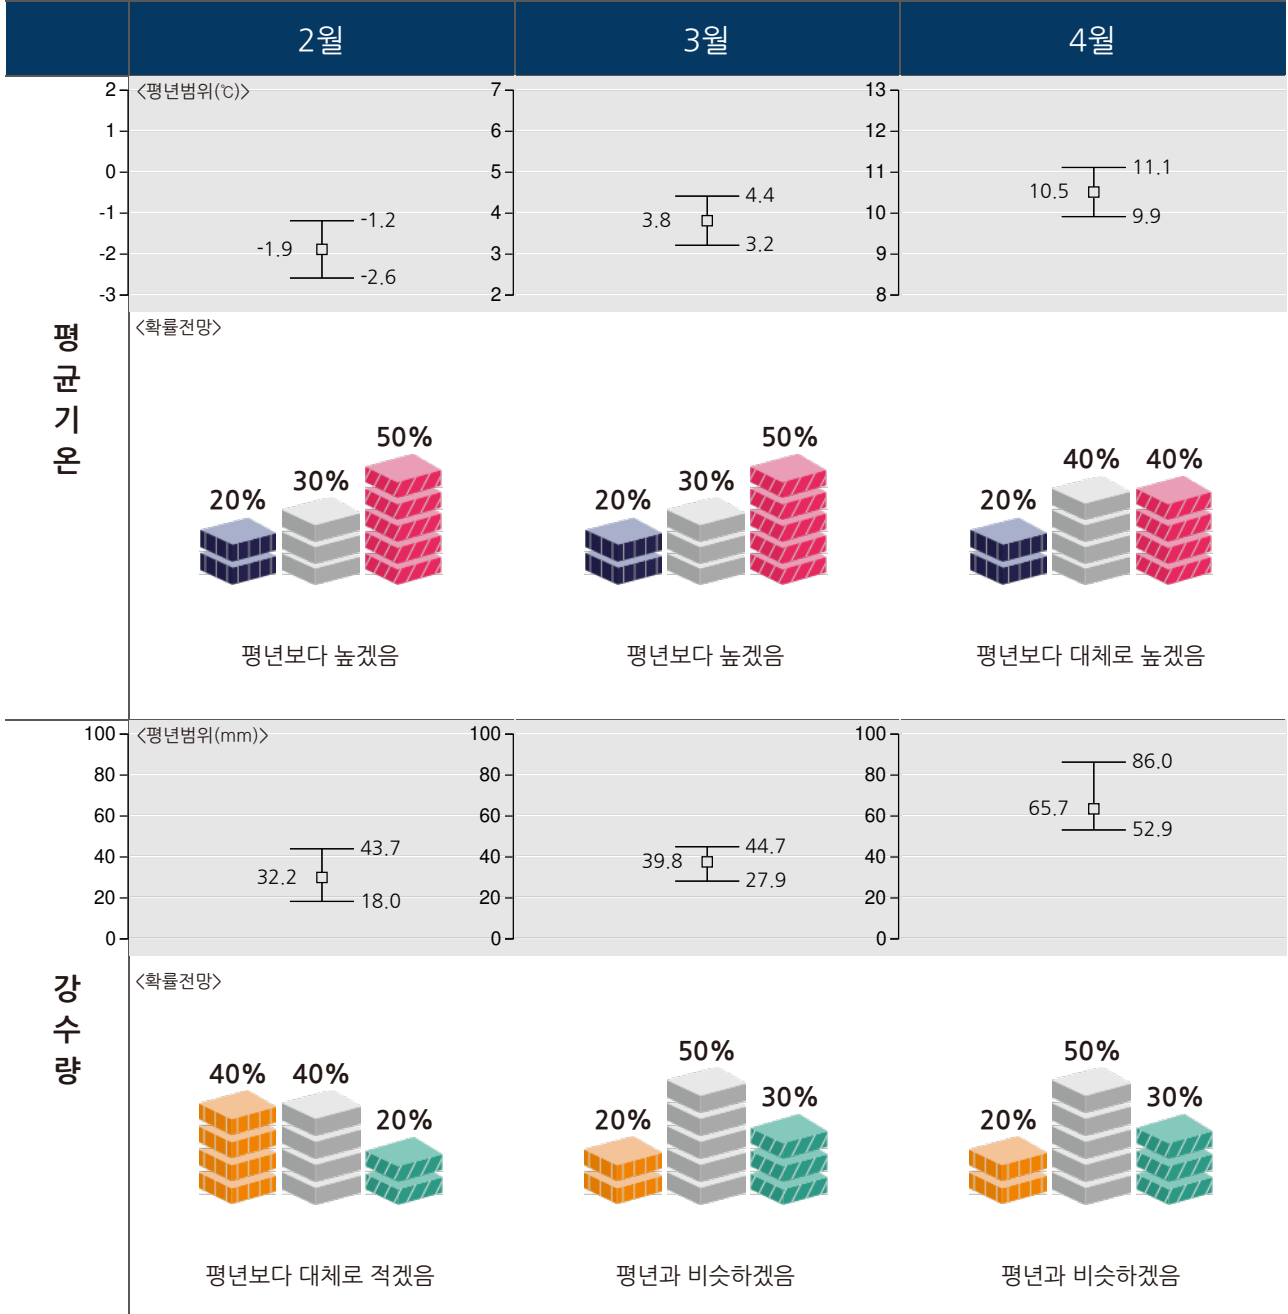 2월 3월 4월
평균기온
<평년범위(℃)>
2 1 0 -1 -2 -3
-1.2
-1.9
-2.6
7 6 5 4 3 2
4.4
3.8
3.2
13 12 11 10 9 8
11.1
10.5
9.9
<확률전망>
20% 30% 50%
20% 30% 50%
20% 40% 40%
평년보다 높겠음
평년보다 높겠음
평년보다 대체로 높겠음
강수량
<평년범위(mm)>
100 80 60 40 20 0
43.7
32.2
18.0
100 80 60 40 20 0
44.7
39.8
27.9
100 80 60 40 20 0
86.0
65.7
52.9
<확률전망>
40% 40% 20%
20% 50% 30%
20% 50% 30%
평년보다 대체로 적겠음
평년과 비슷하겠음
평년과 비슷하겠음